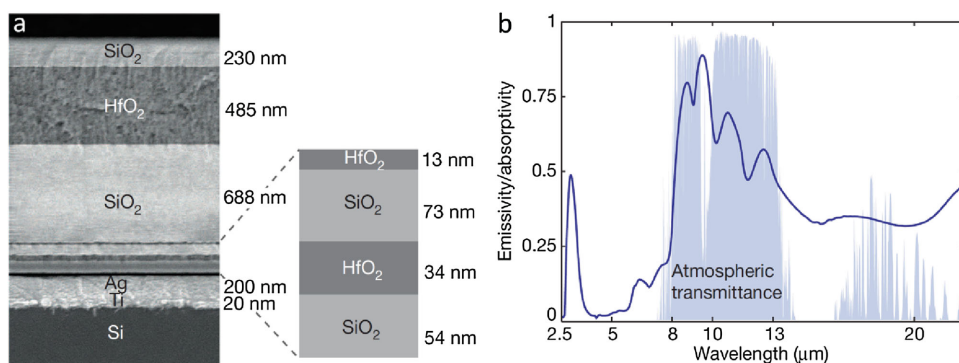 a
SiO2
230 nm
HfO2
485 nm
SiO2
688 nm
Ag
200 nm
Ti
20 nm
Si
HfO2
13 nm
SiO2
73 nm
HfO2
34 nm
SiO2
54 nm
b
Emissivity/absorptivity
1
0.75
0.5
0.25
0
Atmospheric
transmittance
2.5
5
8
10
13
20
Wavelength (μm)